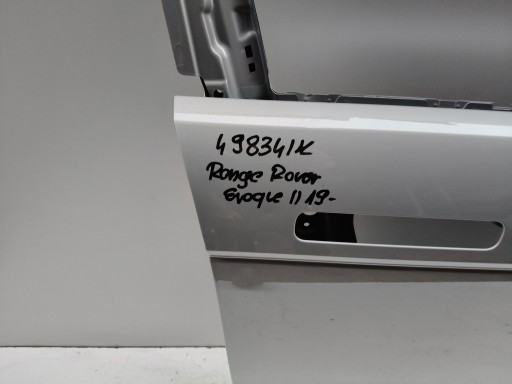 498341K
Range Rover
Evoque II 19-